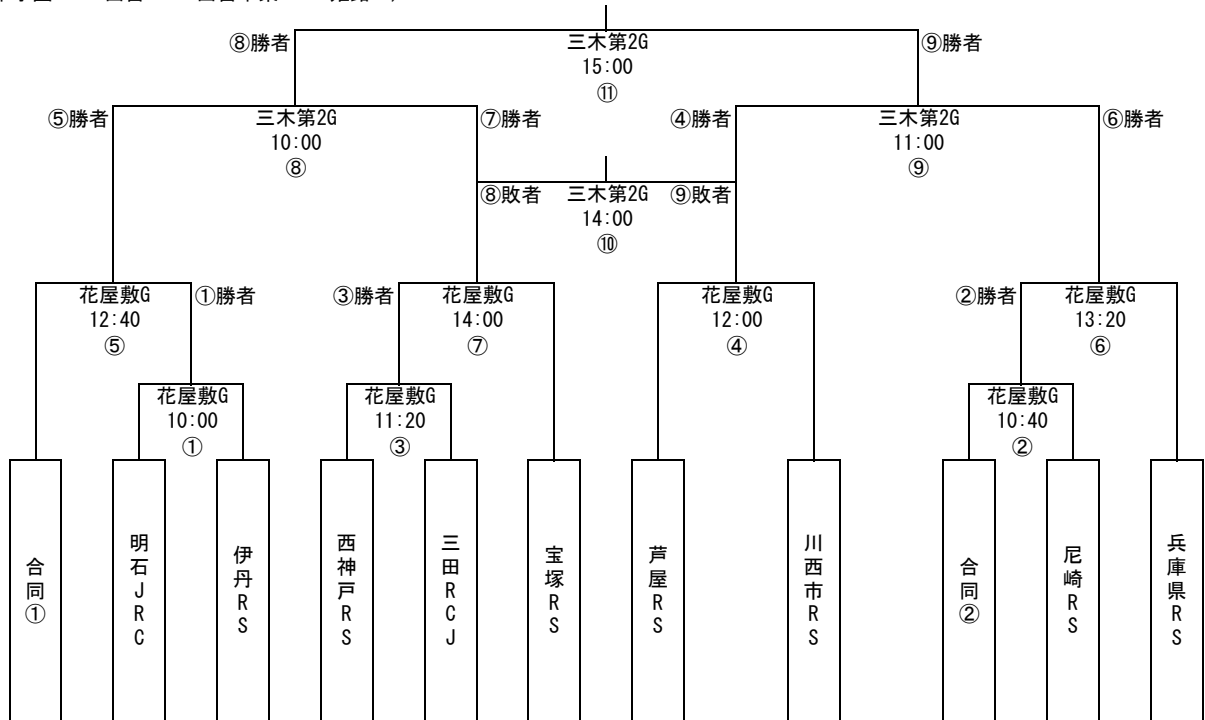 ⑧勝者
三木第2G
15:00
⑪
⑨勝者
⑤勝者
三木第2G
10:00
⑧
⑦勝者
④勝者
三木第2G
11:00
⑨
⑥勝者
⑧敗者
三木第2G
14:00
⑩
⑨敗者
花屋敷G
12:40
⑤
①勝者
③勝者
花屋敷G
14:00
⑦
花屋敷G
12:00
④
②勝者
花屋敷G
13:20
⑥
花屋敷G
10:00
①
花屋敷G
11:20
③
花屋敷G
10:40
②
合同①
明石JRC
伊丹RS
西神戸RS
三田RCJ
宝塚RS
芦屋RS
川西市RS
合同②
尼崎RS
兵庫県RS